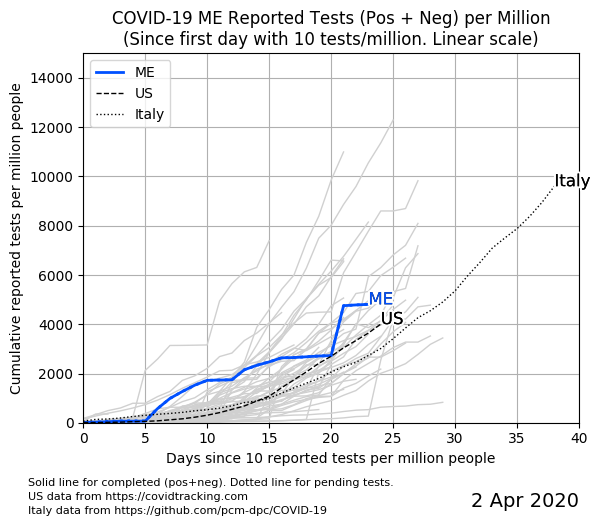 COVID-19 ME Reported Tests (Pos + Neg) per Million
(Since first day with 10 tests/million. Linear scale)
Cumulative reported tests per million people
14000
12000
10000
8000
6000
4000
2000
0
ME
US
Italy
Italy
ME
US
0 5 10 15 20 25 30 35 40
Days since 10 reported tests per million people
Solid line for completed (pos+neg). Dotted line for pending tests.
US data from https://covidtracking.com
Italy data from https://github.com/pcm-dpc/COVID-19
2 Apr 2020